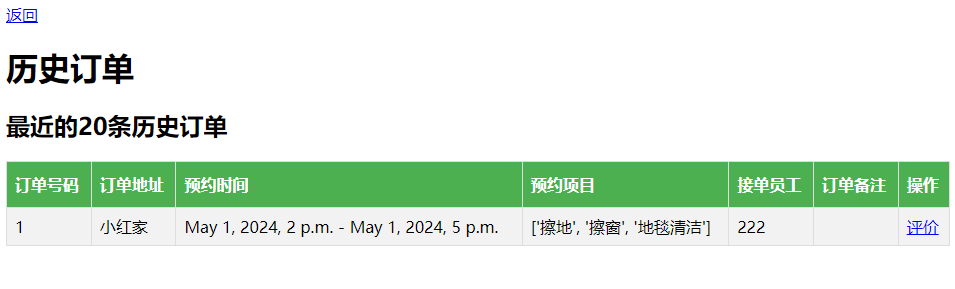 返回
历史订单
最近的20条历史订单
订单号码 订单地址 预约时间 预约项目 接单员工 订单备注 操作
1 小红家 May 1, 2024, 2 p.m. - May 1, 2024, 5 p.m. ['擦地', '擦窗', '地毯清洁'] 222 评价